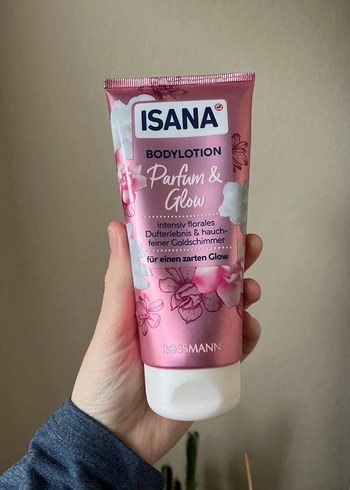 ISANA
BODYLOTION
Parfum &
Glow
intensiv florales
Dufterlebnis & hauch-
feiner Goldschimmer
für einen zarten Glow
ROSSMANN